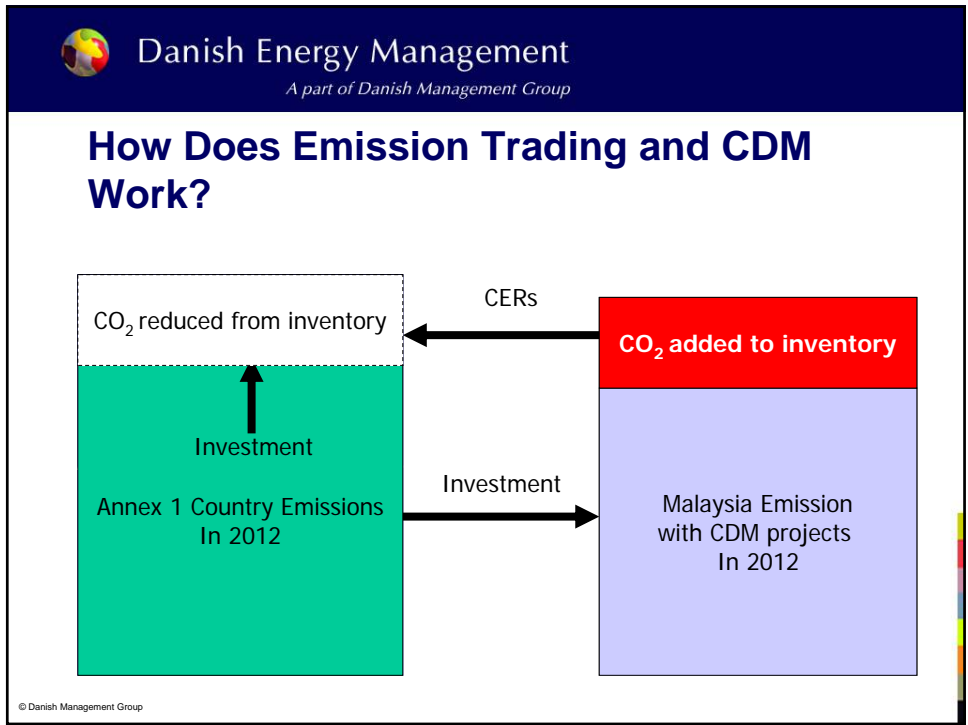 Danish Energy Management
A part of Danish Management Group
How Does Emission Trading and CDM
Work?
CO₂ reduced from inventory
CERs
CO₂ added to inventory
Investment
Annex 1 Country Emissions
In 2012
Investment
Malaysia Emission
with CDM projects
In 2012
© Danish Management Group